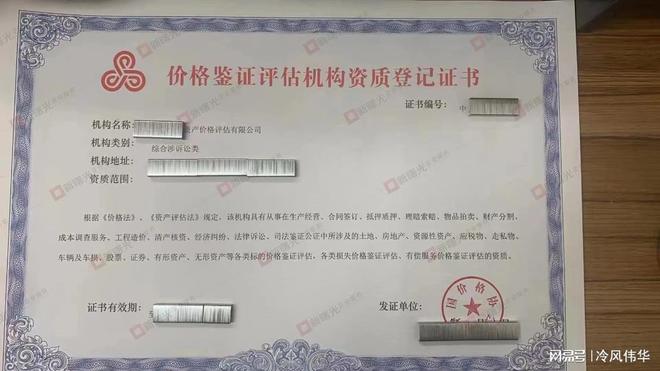 价格鉴证评估机构资质登记证书
证书编号: 中
机构名称: 资产价格评估有限公司
机构类别: 综合涉诉讼类
机构地址:
资质范围:
根据《价格法》、《资产评估法》规定，该机构具有从事在生产经营、合同签订、抵押质押、理赔索赔、物品拍卖、财产分割、
成本调查服务、工程造价、清产核资、经济纠纷、法律诉讼、司法鉴证公证中所涉及的土地、房地产、资源性资产、应税物、走私物、
车辆及车损、股票、证券、有形资产、无形资产等各类标的价格鉴证评估、各类损失价格鉴证评估、有偿服务价格鉴证评估的资质。
证书有效期: 至
发证单位:
国价格协
网易号 | 冷风伟华